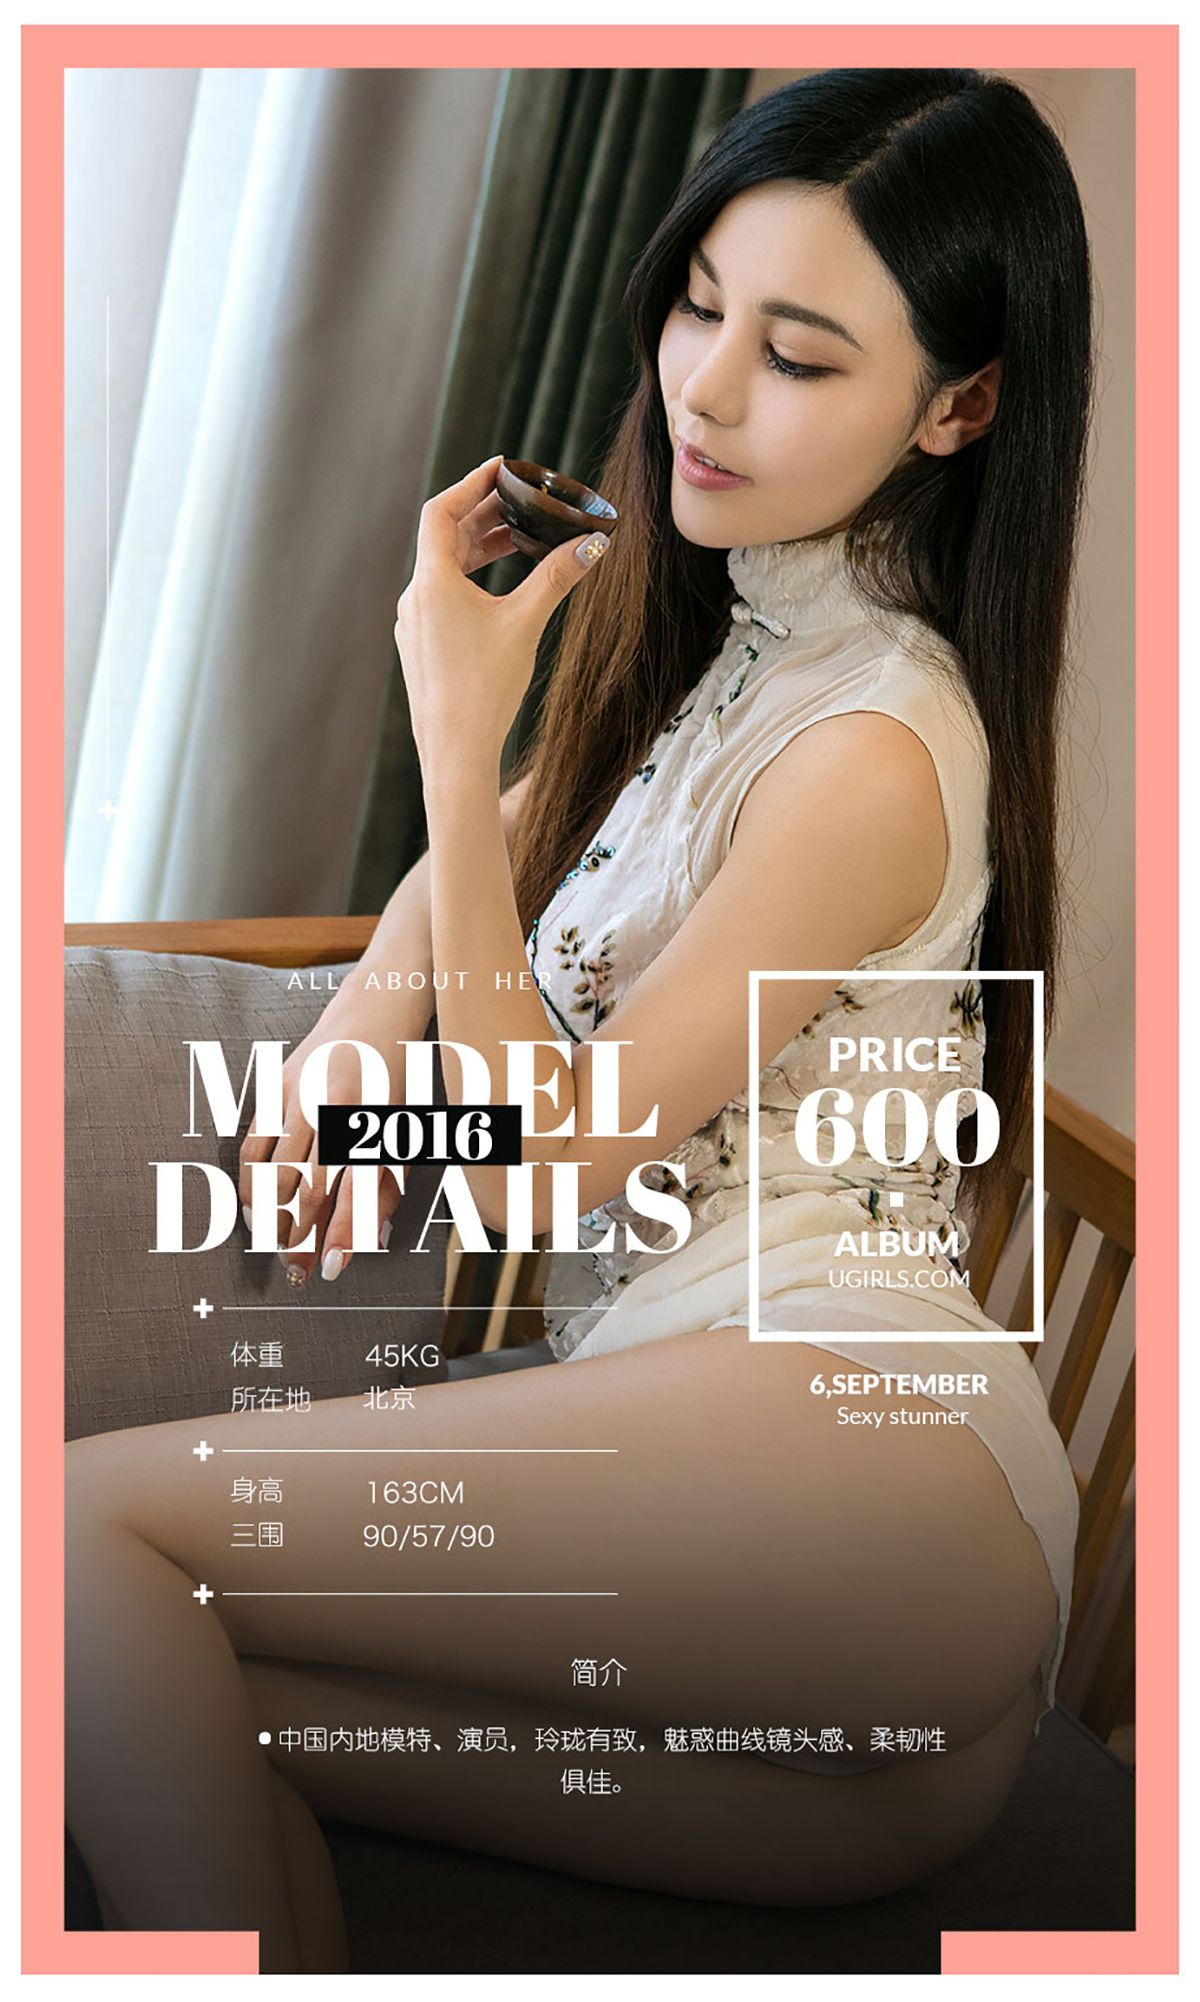 ALL ABOUT HER
MODEL
2016
DETAILS
PRICE
600
ALBUM
UGIRLS.COM
6,SEPTEMBER
Sexy stunner
体重 45KG
所在地 北京
身高 163CM
三围 90/57/90
简介
中国内地模特、演员，玲珑有致，魅惑曲线镜头感、柔韧性
俱佳。